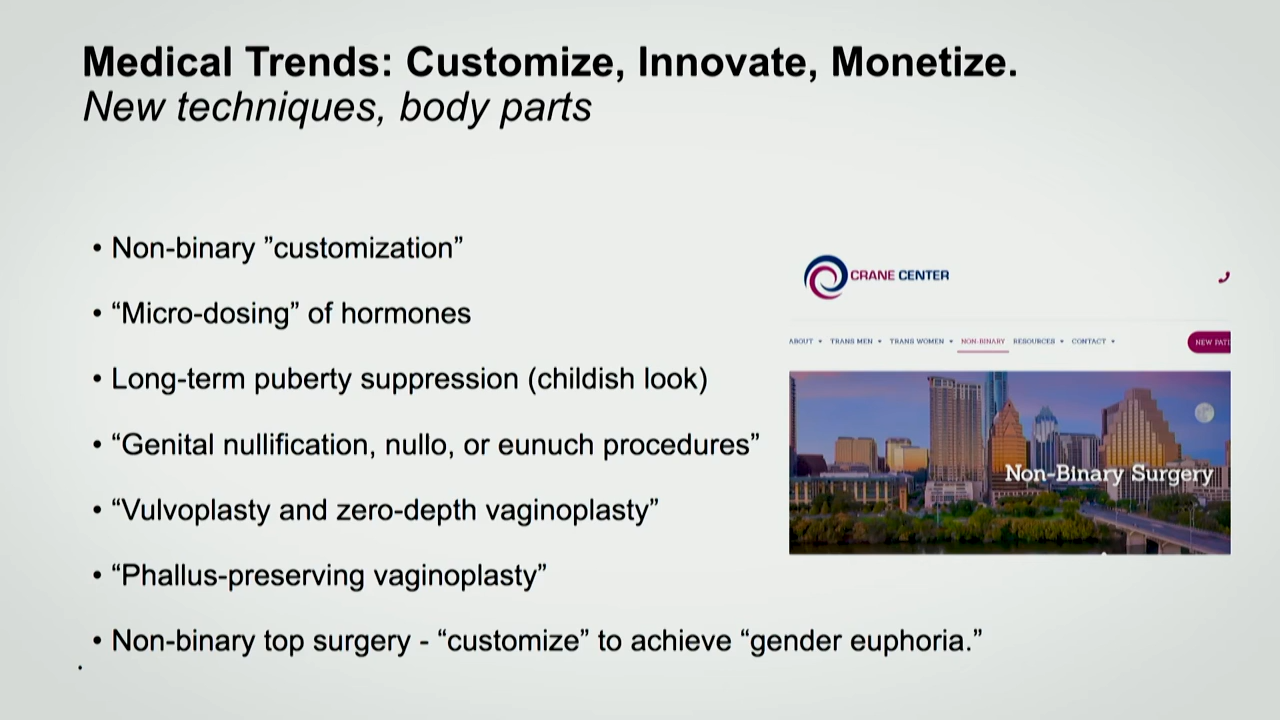 Medical Trends: Customize, Innovate, Monetize.
New techniques, body parts
• Non-binary ”customization”
• “Micro-dosing” of hormones
• Long-term puberty suppression (childish look)
• “Genital nullification, nullo, or eunuch procedures”
• “Vulvoplasty and zero-depth vaginoplasty”
• “Phallus-preserving vaginoplasty”
• Non-binary top surgery - “customize” to achieve “gender euphoria.”
.
CRANE CENTER
ABOUT TRANS MEN TRANS WOMEN NON-BINARY RESOURCES CONTACT NEW PATI
Non-Binary Surgery